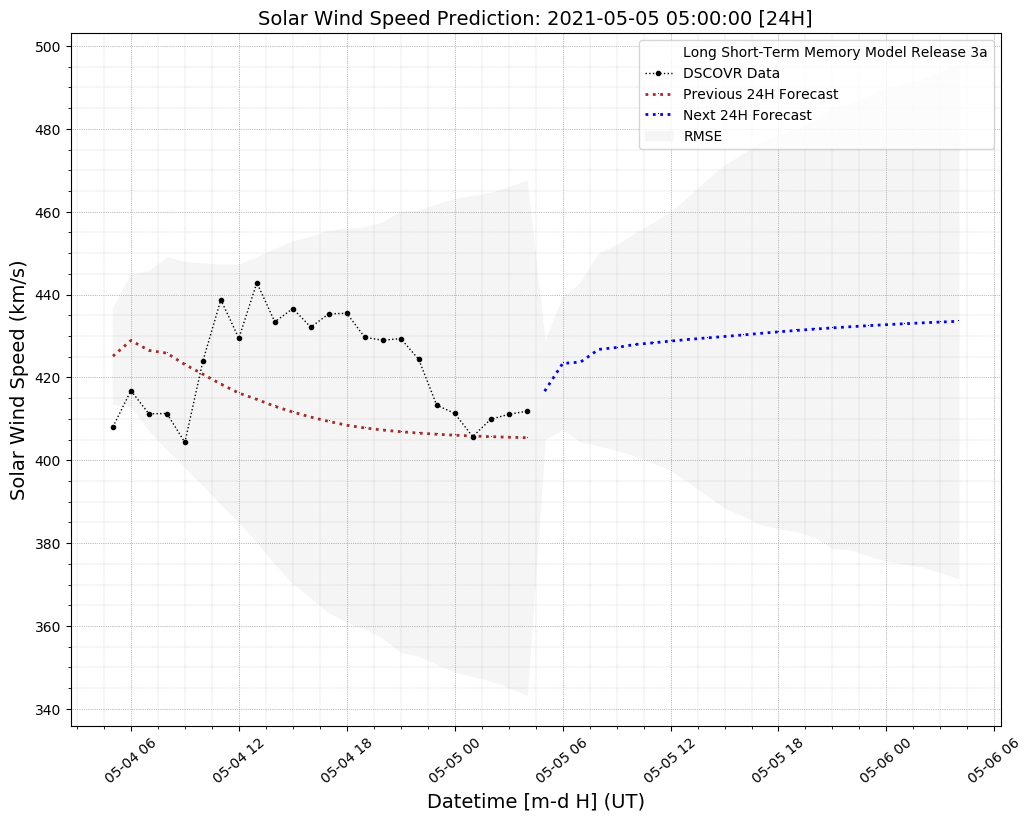 Solar Wind Speed Prediction: 2021-05-05 05:00:00 [24H]
Long Short-Term Memory Model Release 3a
DSCOVR Data
Previous 24H Forecast
Next 24H Forecast
RMSE
Solar Wind Speed (km/s)
500
480
460
440
420
400
380
360
340
05-04 06
05-04 12
05-04 18
05-05 00
05-05 06
05-05 12
05-05 18
05-06 00
05-06 06
Datetime [m-d H] (UT)